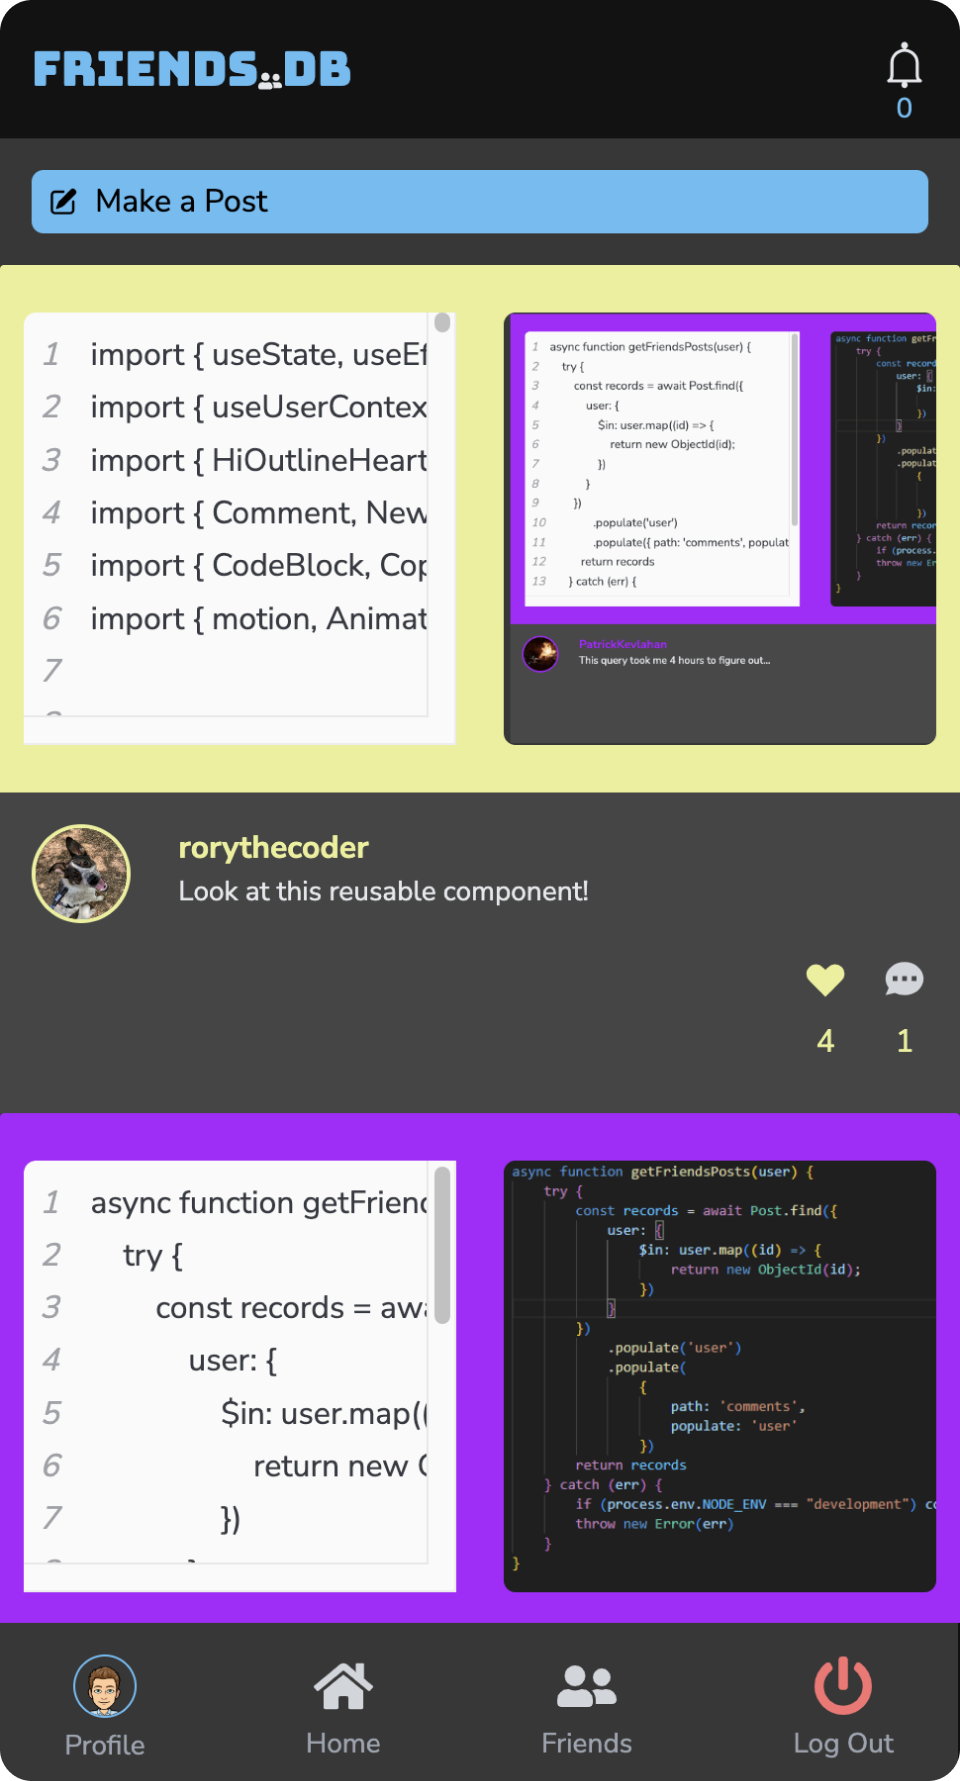 FRIENDS DB
0
Make a Post
1 import { useState, useEf
2 import { useUserContex
3 import { HiOutlineHeart
4 import { Comment, New
5 import { CodeBlock, Cop
6 import { motion, Animat
7
1 async function getFriendsPosts(user) {
2 try {
3 const records = await Post.find({
4 user: {
5 $in: user.map((id) => {
6 return new ObjectId(id);
7 })
8 }
9 })
10 .populate('user')
11 .populate({ path: 'comments', populat
12 return records
13 } catch (err) {
async function getF
try {
const record
user: {
$in:
})
}
})
.populat
.populat
{
})
return recor
} catch (err) {
if (process.
throw new Er
}
}
PatrickKevlahan
This query took me 4 hours to figure out...
rorythecoder
Look at this reusable component!
4 1
1 async function getFriend
2 try {
3 const records = awa
4 user: {
5 $in: user.map((
6 return new
7 })
async function getFriendsPosts(user) {
try {
const records = await Post.find({
user: {
$in: user.map((id) => {
return new ObjectId(id);
})
}
})
.populate('user')
.populate(
{
path: 'comments',
populate: 'user'
})
return records
} catch (err) {
if (process.env.NODE_ENV === "development") co
throw new Error(err)
}
}
Profile
Home
Friends
Log Out